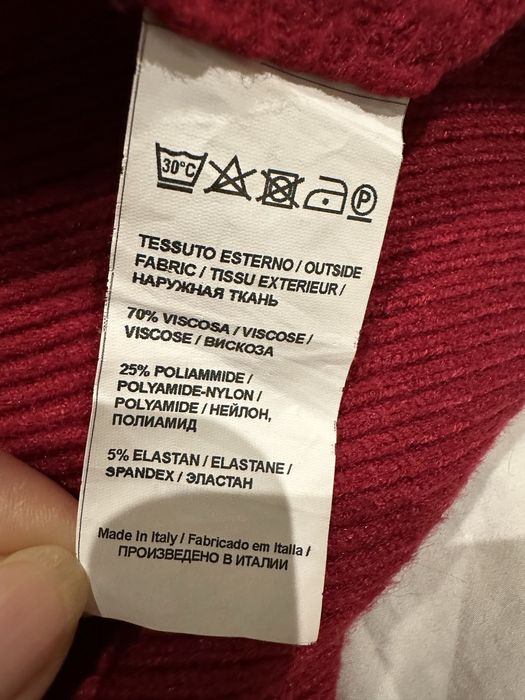 30°C
P
TESSUTO ESTERNO / OUTSIDE
FABRIC / TISSU EXTERIEUR /
НАРУЖНАЯ ТКАНЬ
70% VISCOSA / VISCOSE /
VISCOSE / ВИСКОЗА
25% POLIAMMIDE /
POLYAMIDE-NYLON /
POLYAMIDE / НЕЙЛОН,
ПОЛИАМИД
5% ELASTAN / ELASTANE /
SPANDEX / ЭЛАСТАН
Made In Italy / Fabricado em Italia /
ПРОИЗВЕДЕНО В ИТАЛИИ